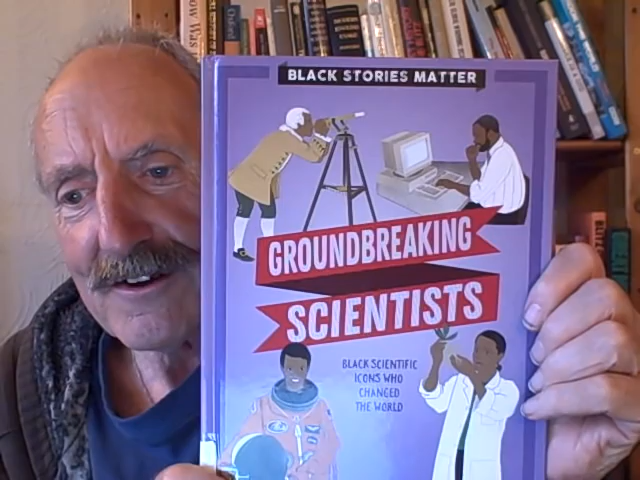 BLACK STORIES MATTER
GROUNDBREAKING
SCIENTISTS
BLACK SCIENTIFIC
ICONS WHO
CHANGED
THE WORLD